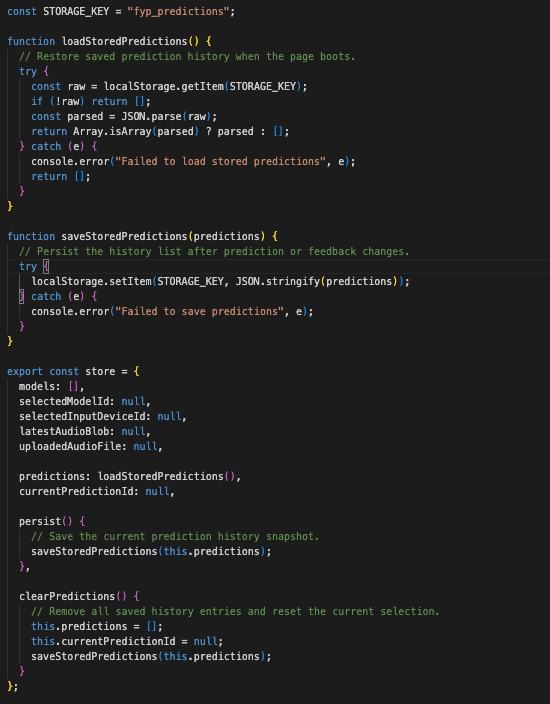 const STORAGE_KEY = "fyp_predictions";

function loadStoredPredictions() {
  // Restore saved prediction history when the page boots.
  try {
    const raw = localStorage.getItem(STORAGE_KEY);
    if (!raw) return [];
    const parsed = JSON.parse(raw);
    return Array.isArray(parsed) ? parsed : [];
  } catch (e) {
    console.error("Failed to load stored predictions", e);
    return [];
  }
}

function saveStoredPredictions(predictions) {
  // Persist the history list after prediction or feedback changes.
  try {
    localStorage.setItem(STORAGE_KEY, JSON.stringify(predictions));
  } catch (e) {
    console.error("Failed to save predictions", e);
  }
}

export const store = {
  models: [],
  selectedModelId: null,
  selectedInputDeviceId: null,
  latestAudioBlob: null,
  uploadedAudioFile: null,

  predictions: loadStoredPredictions(),
  currentPredictionId: null,

  persist() {
    // Save the current prediction history snapshot.
    saveStoredPredictions(this.predictions);
  },

  clearPredictions() {
    // Remove all saved history entries and reset the current selection.
    this.predictions = [];
    this.currentPredictionId = null;
    saveStoredPredictions(this.predictions);
  }
};